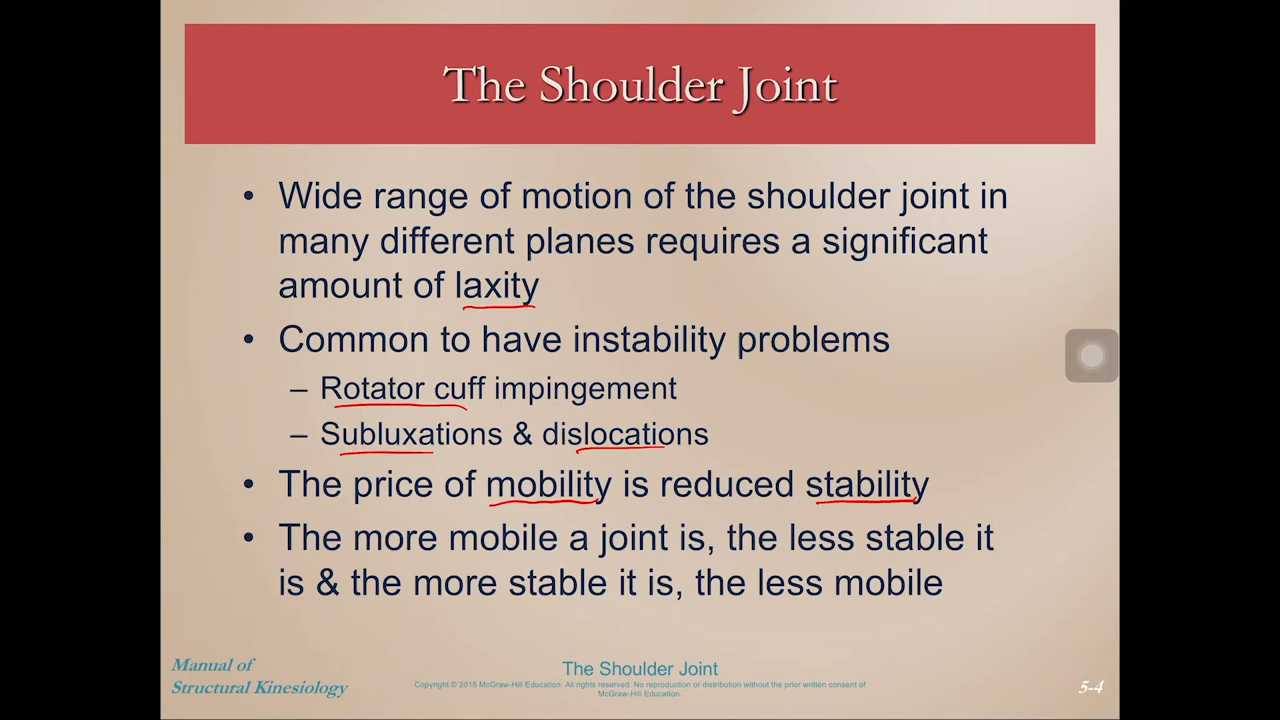 The Shoulder Joint
• Wide range of motion of the shoulder joint in
many different planes requires a significant
amount of laxity
• Common to have instability problems
– Rotator cuff impingement
– Subluxations & dislocations
• The price of mobility is reduced stability
• The more mobile a joint is, the less stable it
is & the more stable it is, the less mobile
Manual of
Structural Kinesiology
The Shoulder Joint
Copyright © 2015 McGraw-Hill Education. All rights reserved. No reproduction or distribution without the prior written consent of
McGraw-Hill Education.
5-4